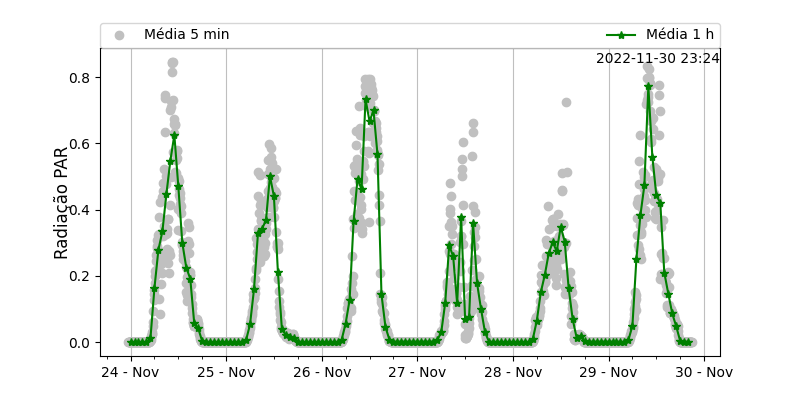 Média 5 min Média 1 h
2022-11-30 23:24
Radiação PAR
0.8
0.6
0.4
0.2
0.0
24 - Nov 25 - Nov 26 - Nov 27 - Nov 28 - Nov 29 - Nov 30 - Nov